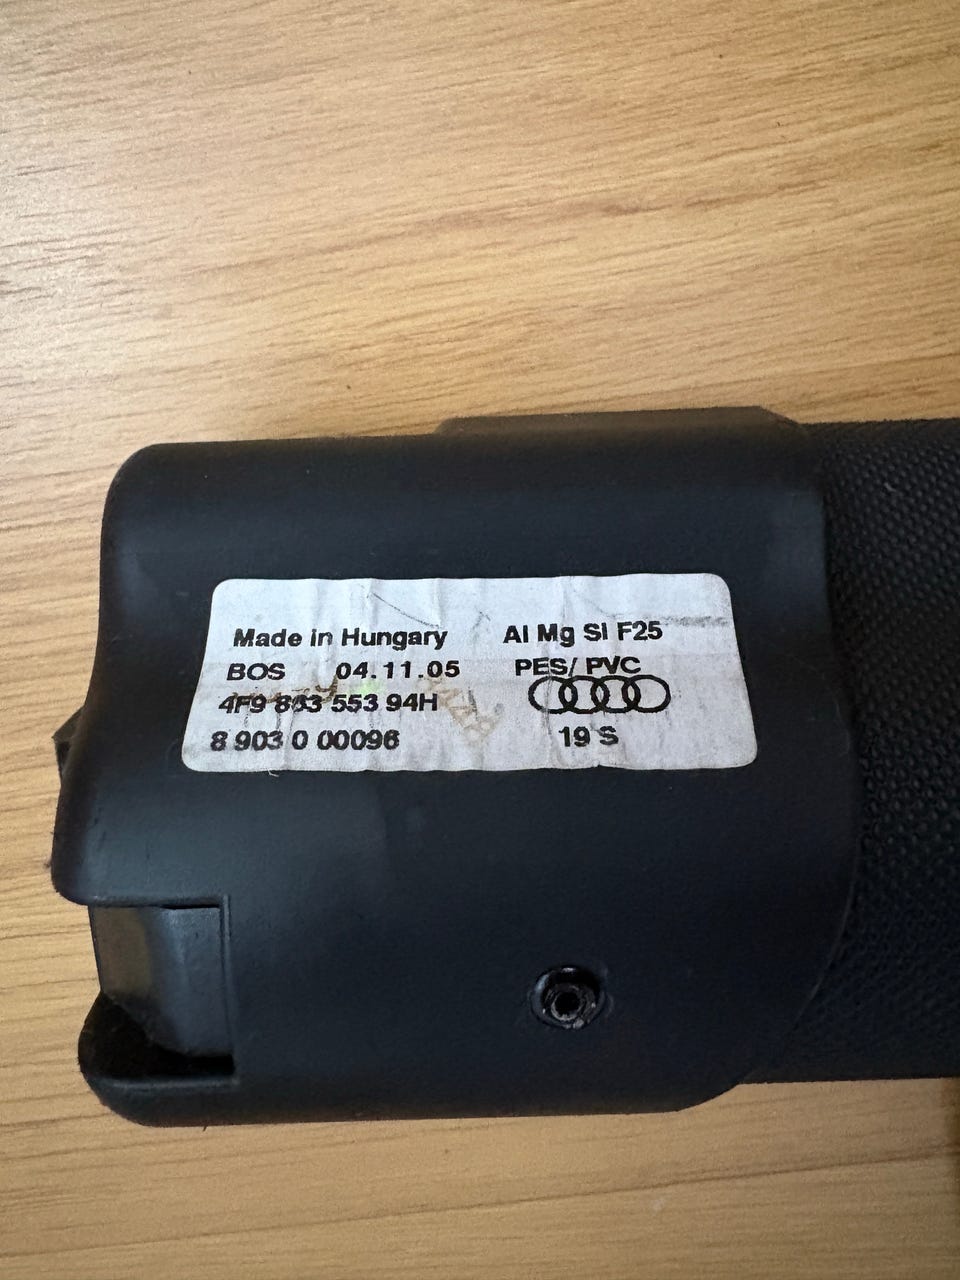 Made in Hungary Al Mg Si F25
BOS 04.11.05 PES/ PVC
4F9 863 553 94H
8 903 0 00096 19 S